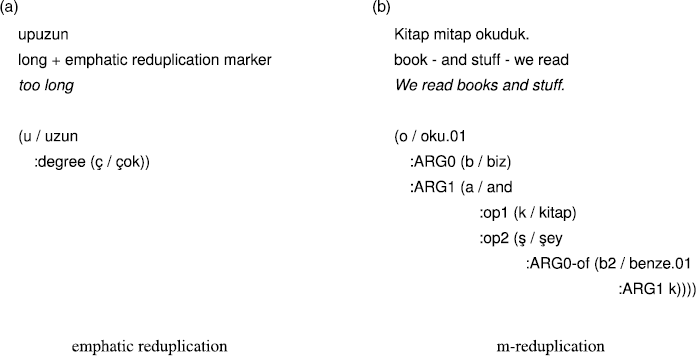 (a)
upuzun
long + emphatic reduplication marker
too long
(u / uzun
:degree (ç / çok))
emphatic reduplication
(b)
Kitap mitap okuduk.
book - and stuff - we read
We read books and stuff.
(o / oku.01
:ARG0 (b / biz)
:ARG1 (a / and
:op1 (k / kitap)
:op2 (ş / şey
:ARG0-of (b2 / benze.01
:ARG1 k))))
m-reduplication